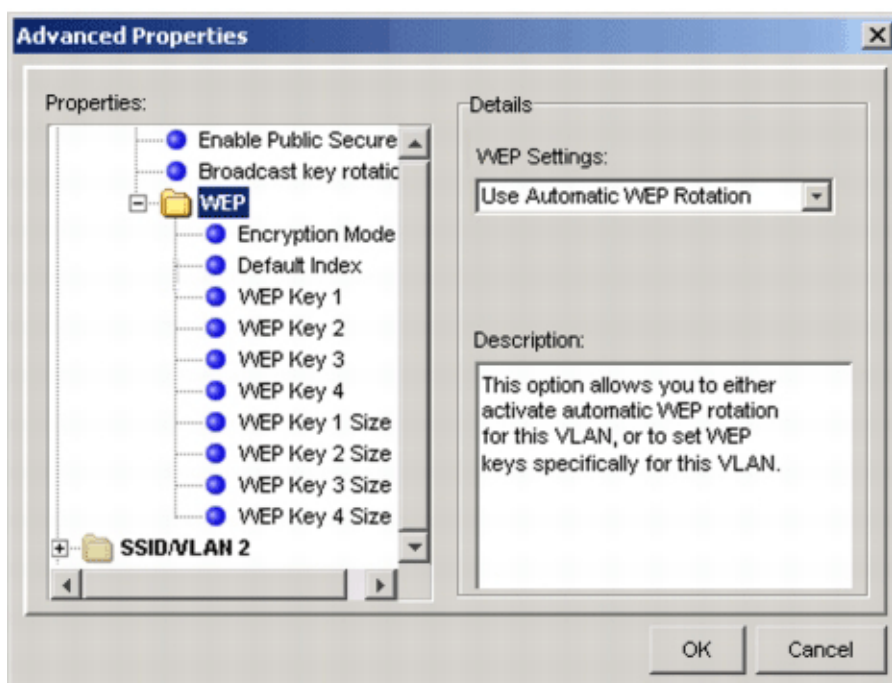 Advanced Properties
Properties:
Enable Public Secure
Broadcast key rotatic
WEP
Encryption Mode
Default Index
WEP Key 1
WEP Key 2
WEP Key 3
WEP Key 4
WEP Key 1 Size
WEP Key 2 Size
WEP Key 3 Size
WEP Key 4 Size
SSID/VLAN 2
Details
WEP Settings:
Use Automatic WEP Rotation
Description:
This option allows you to either
activate automatic WEP rotation
for this VLAN, or to set WEP
keys specifically for this VLAN.
OK
Cancel